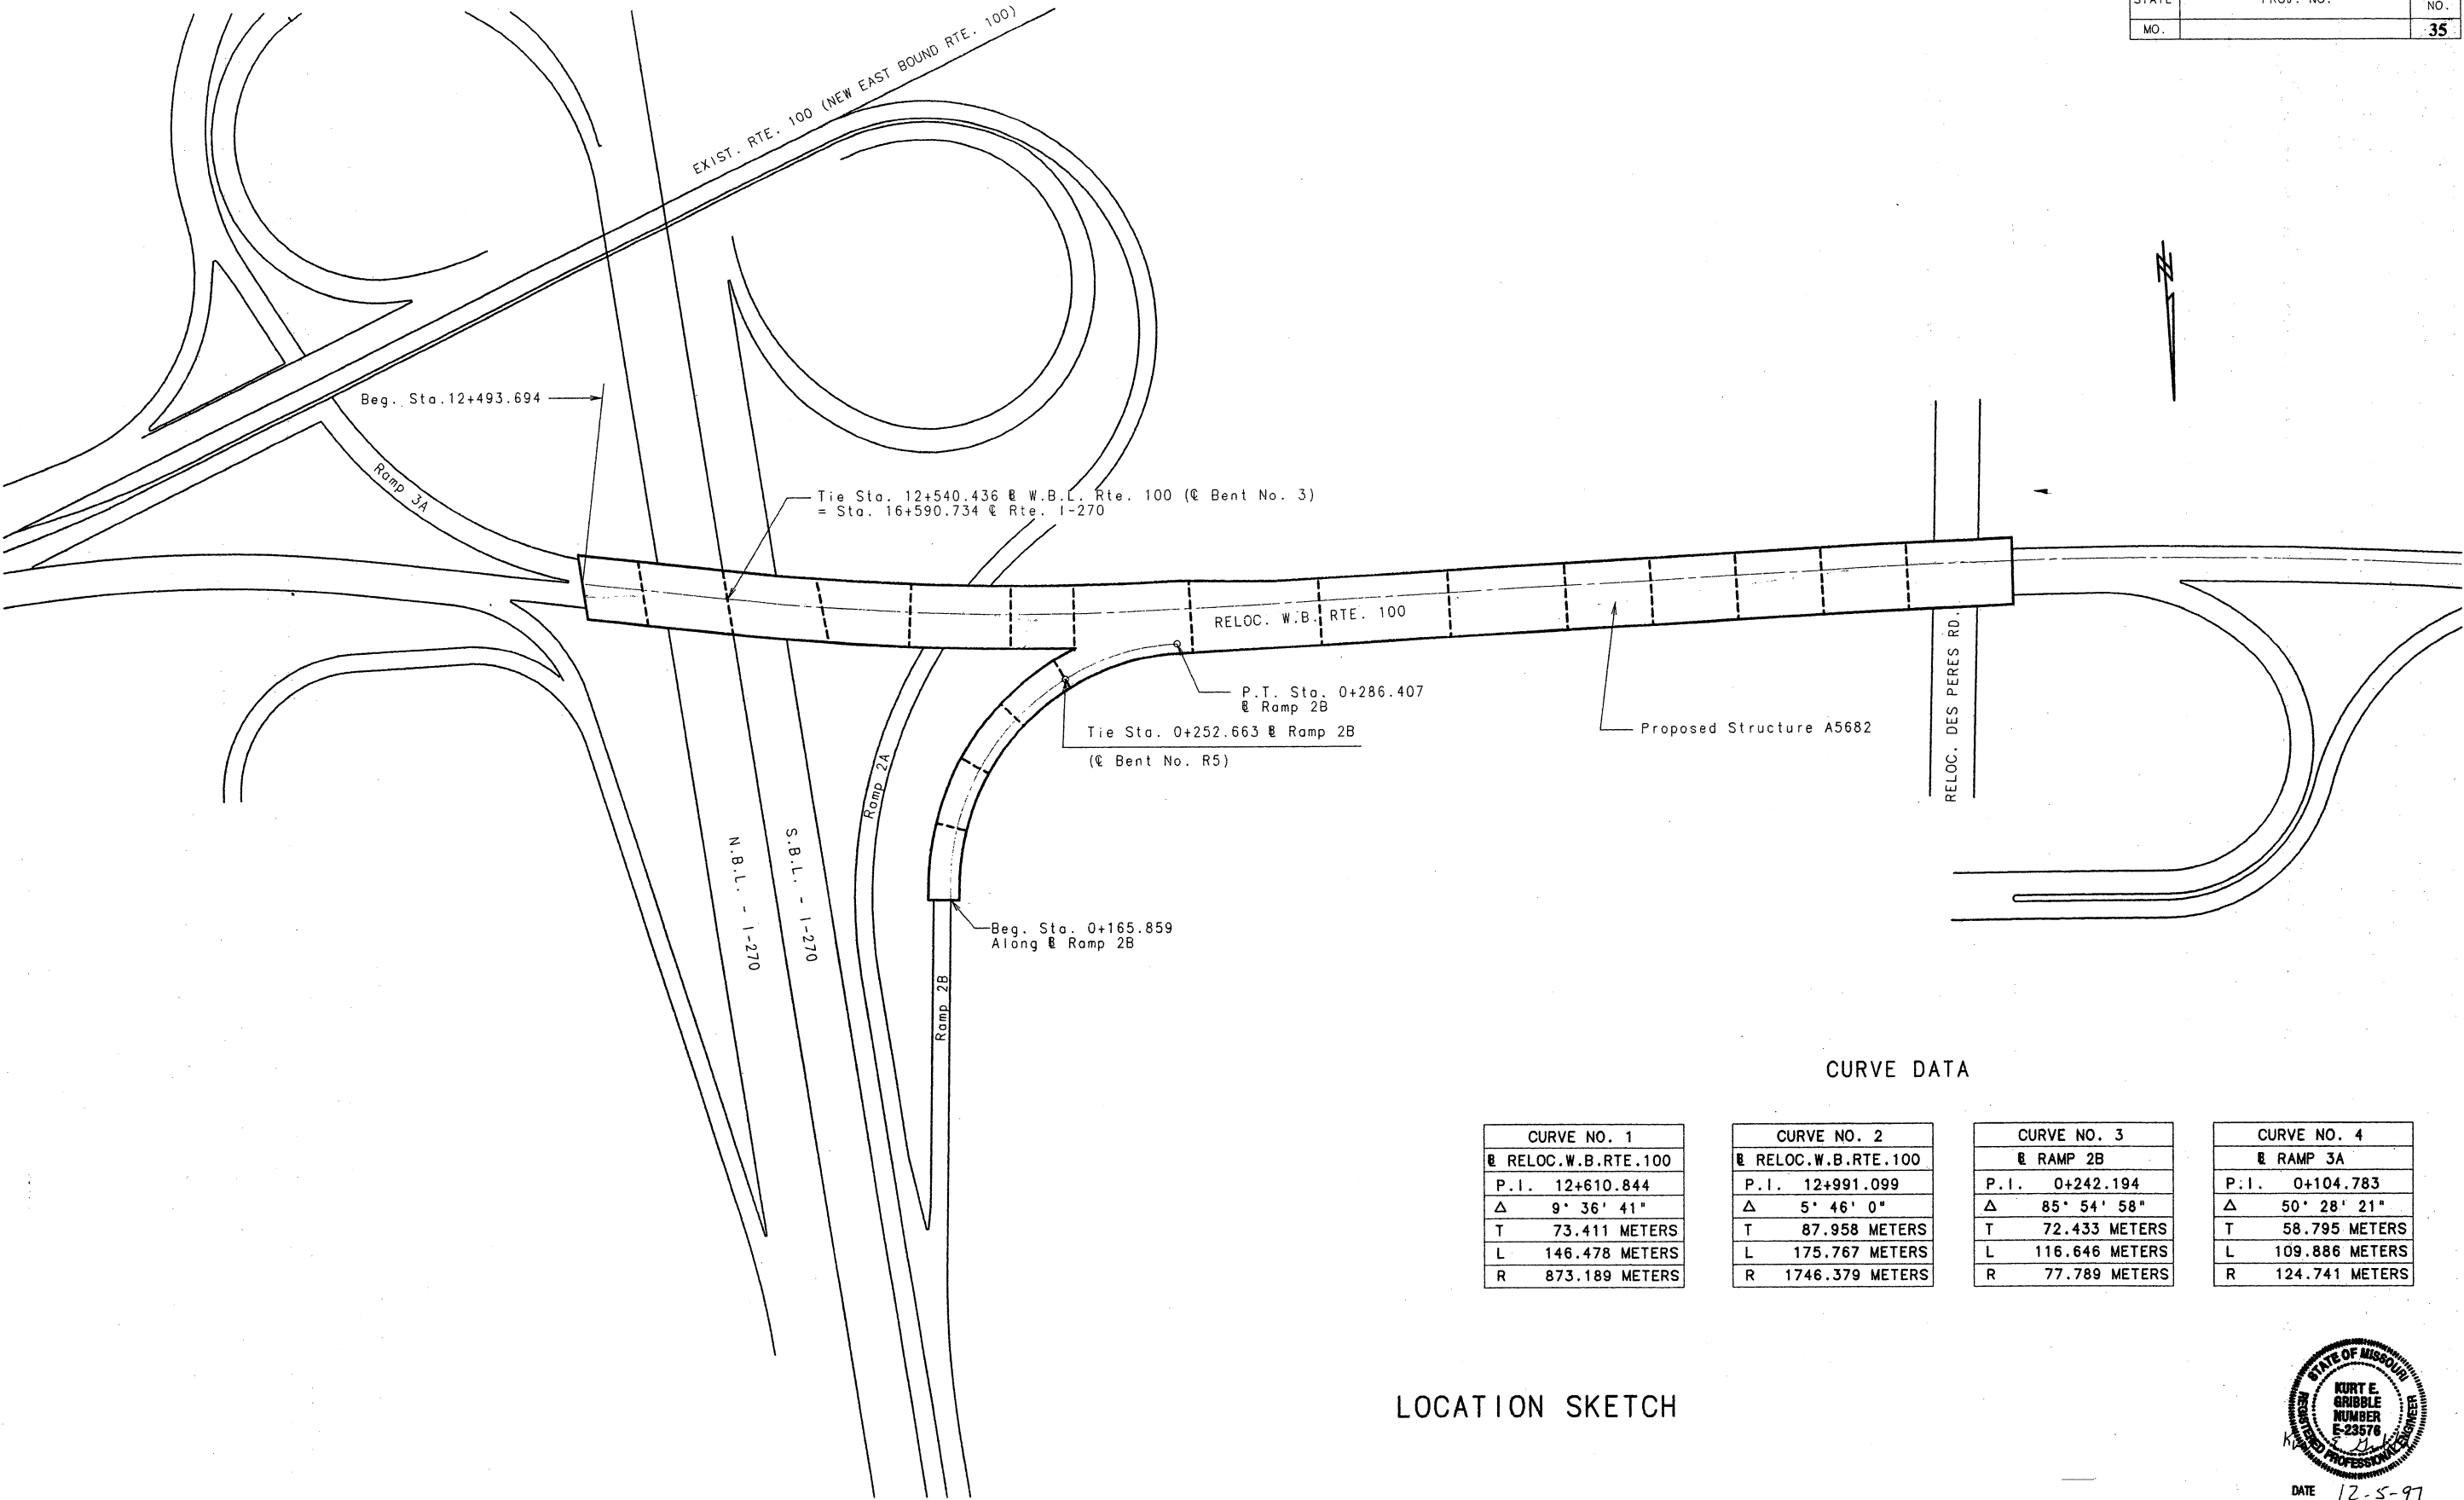 STATE PROJ. NO. NO.
MO. 35
EXIST. RTE. 100 (NEW EAST BOUND RTE. 100)
Beg. Sta.12+493.694
Ramp 3A
Tie Sta. 12+540.436 ⅊ W.B.L. Rte. 100 (℄ Bent No. 3)
= Sta. 16+590.734 ℄ Rte. I-270
RELOC. W.B. RTE. 100
P.T. Sta. 0+286.407
⅊ Ramp 2B
Tie Sta. 0+252.663 ⅊ Ramp 2B
(℄ Bent No. R5)
Proposed Structure A5682
RELOC. DES PERES RD.
Ramp 2A
N.B.L. - I-270
S.B.L. - I-270
Beg. Sta. 0+165.859
Along ⅊ Ramp 2B
Ramp 2B
CURVE DATA
CURVE NO. 1
⅊ RELOC.W.B.RTE.100
P.I. 12+610.844
Δ 9° 36' 41"
T 73.411 METERS
L 146.478 METERS
R 873.189 METERS
CURVE NO. 2
⅊ RELOC.W.B.RTE.100
P.I. 12+991.099
Δ 5° 46' 0"
T 87.958 METERS
L 175.767 METERS
R 1746.379 METERS
CURVE NO. 3
⅊ RAMP 2B
P.I. 0+242.194
Δ 85° 54' 58"
T 72.433 METERS
L 116.646 METERS
R 77.789 METERS
CURVE NO. 4
⅊ RAMP 3A
P.I. 0+104.783
Δ 50° 28' 21"
T 58.795 METERS
L 109.886 METERS
R 124.741 METERS
LOCATION SKETCH
STATE OF MISSOURI
KURT E.
GRIBBLE
NUMBER
E-23576
REGISTERED PROFESSIONAL ENGINEER
DATE 12-5-97